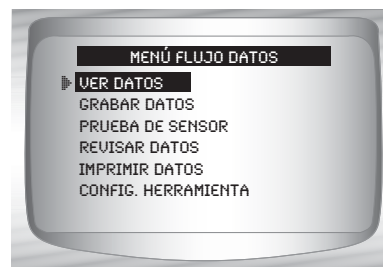 MENÚ FLUJO DATOS
VER DATOS
GRABAR DATOS
PRUEBA DE SENSOR
REVISAR DATOS
IMPRIMIR DATOS
CONFIG. HERRAMIENTA